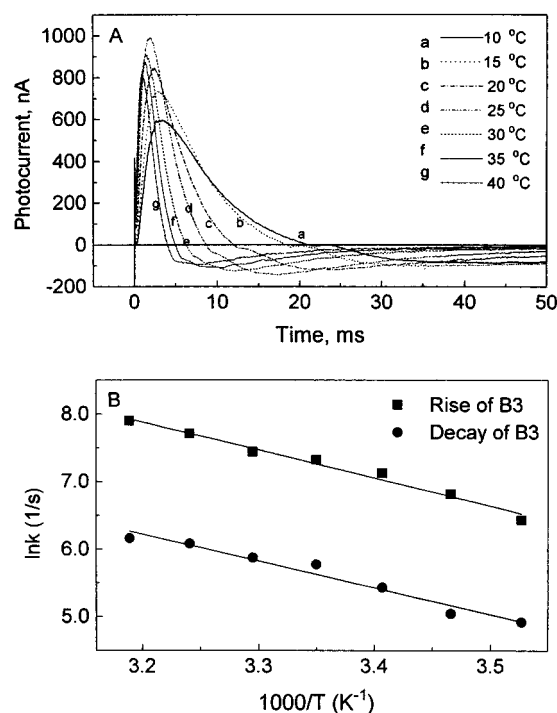 A
Photocurrent, nA
1000
800
600
400
200
0
-200
a 10 °C
b 15 °C
c 20 °C
d 25 °C
e 30 °C
f 35 °C
g 40 °C
g f e d c b a
0 10 20 30 40 50
Time, ms
B
Rise of B3
Decay of B3
lnk (1/s)
8.0
7.0
6.0
5.0
3.2 3.3 3.4 3.5
1000/T (K⁻¹)